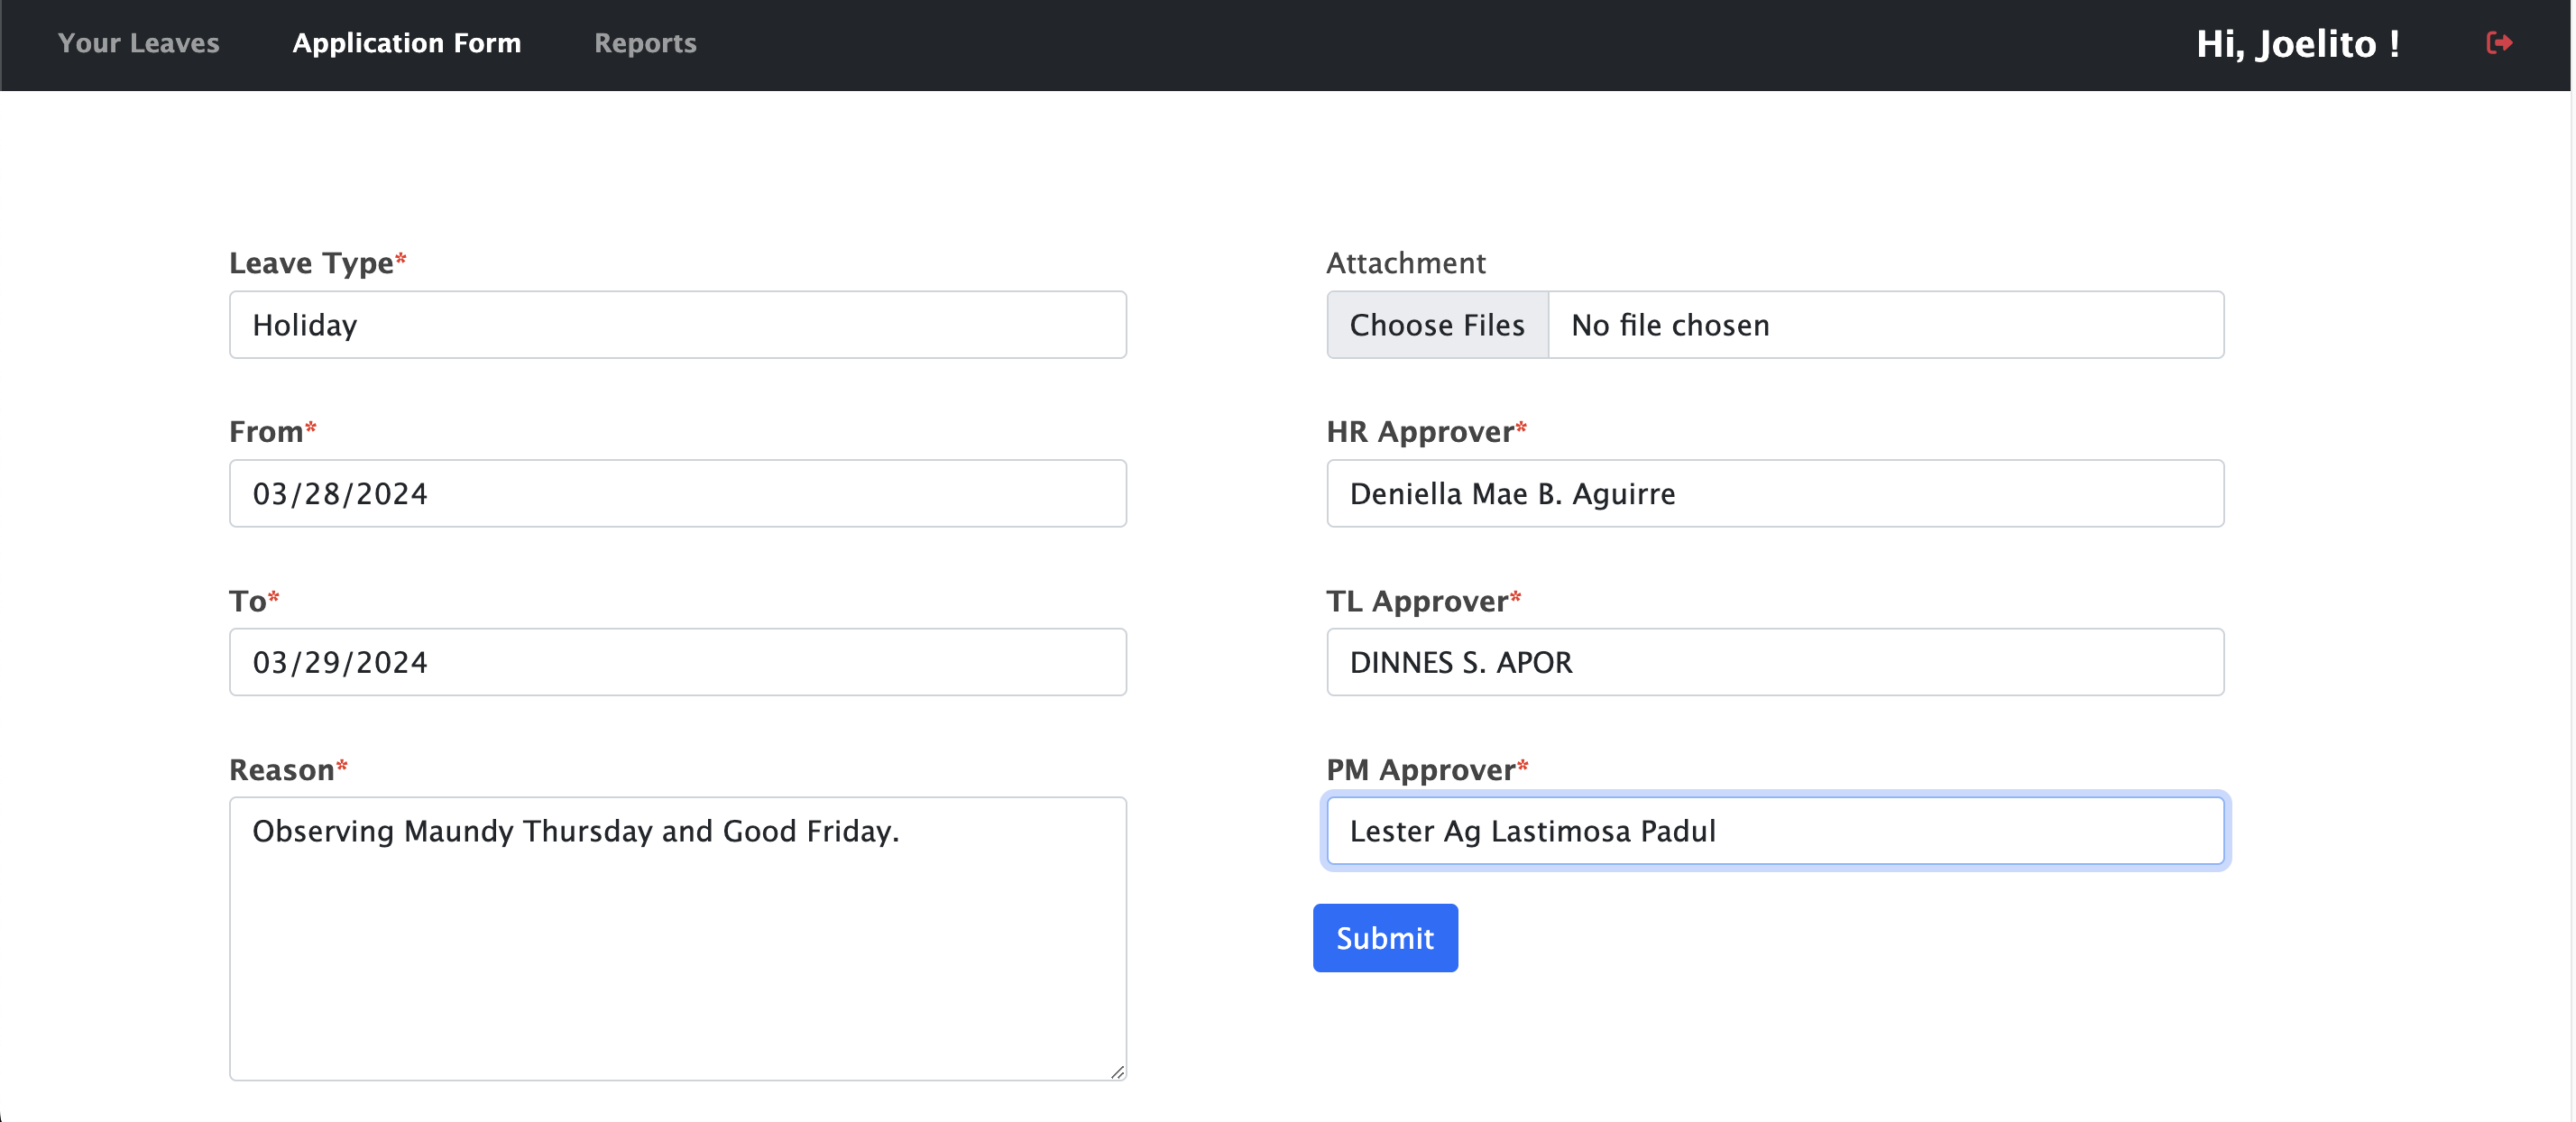 Your Leaves Application Form Reports Hi, Joelito !
Leave Type*
Holiday
From*
03/28/2024
To*
03/29/2024
Reason*
Observing Maundy Thursday and Good Friday.
Attachment
Choose Files No file chosen
HR Approver*
Deniella Mae B. Aguirre
TL Approver*
DINNES S. APOR
PM Approver*
Lester Ag Lastimosa Padul
Submit